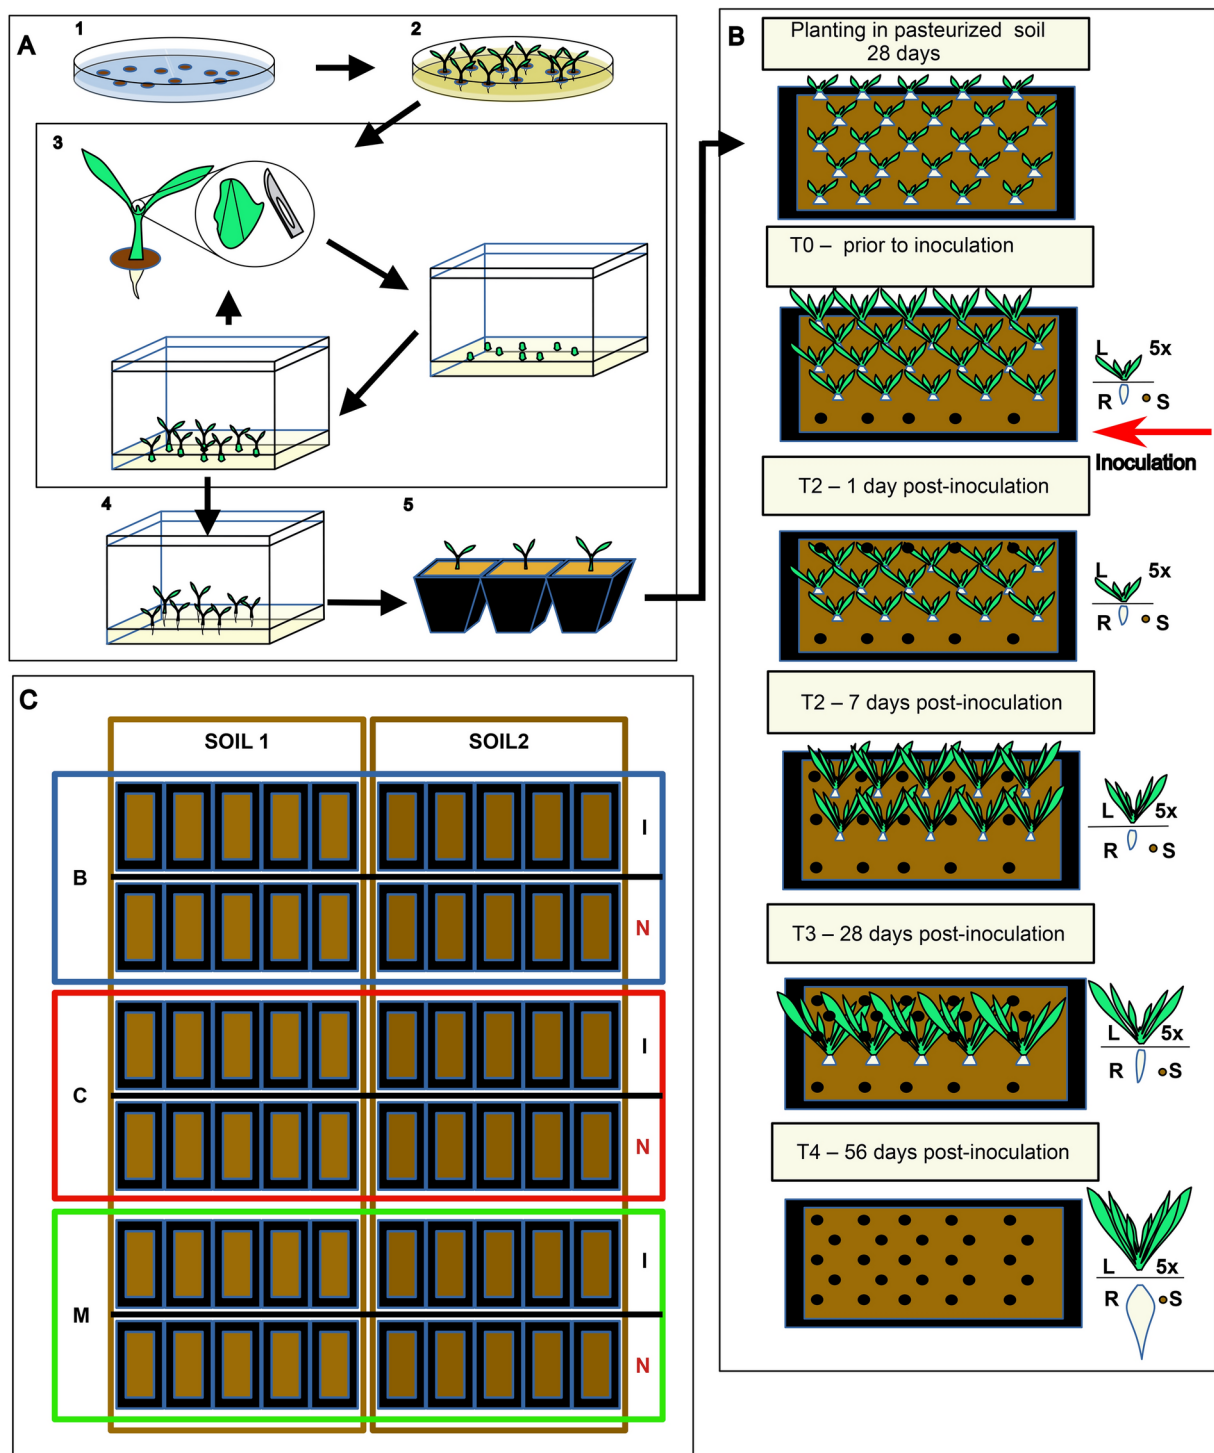 A
1
2
3
4
5
B
Planting in pasteurized soil
28 days
T0 – prior to inoculation
L 5x
R S
Inoculation
T2 – 1 day post-inoculation
L 5x
R S
T2 – 7 days post-inoculation
L 5x
R S
T3 – 28 days post-inoculation
L 5x
R S
T4 – 56 days post-inoculation
L 5x
R S
C
SOIL 1 SOIL2
B
I
N
C
I
N
M
I
N